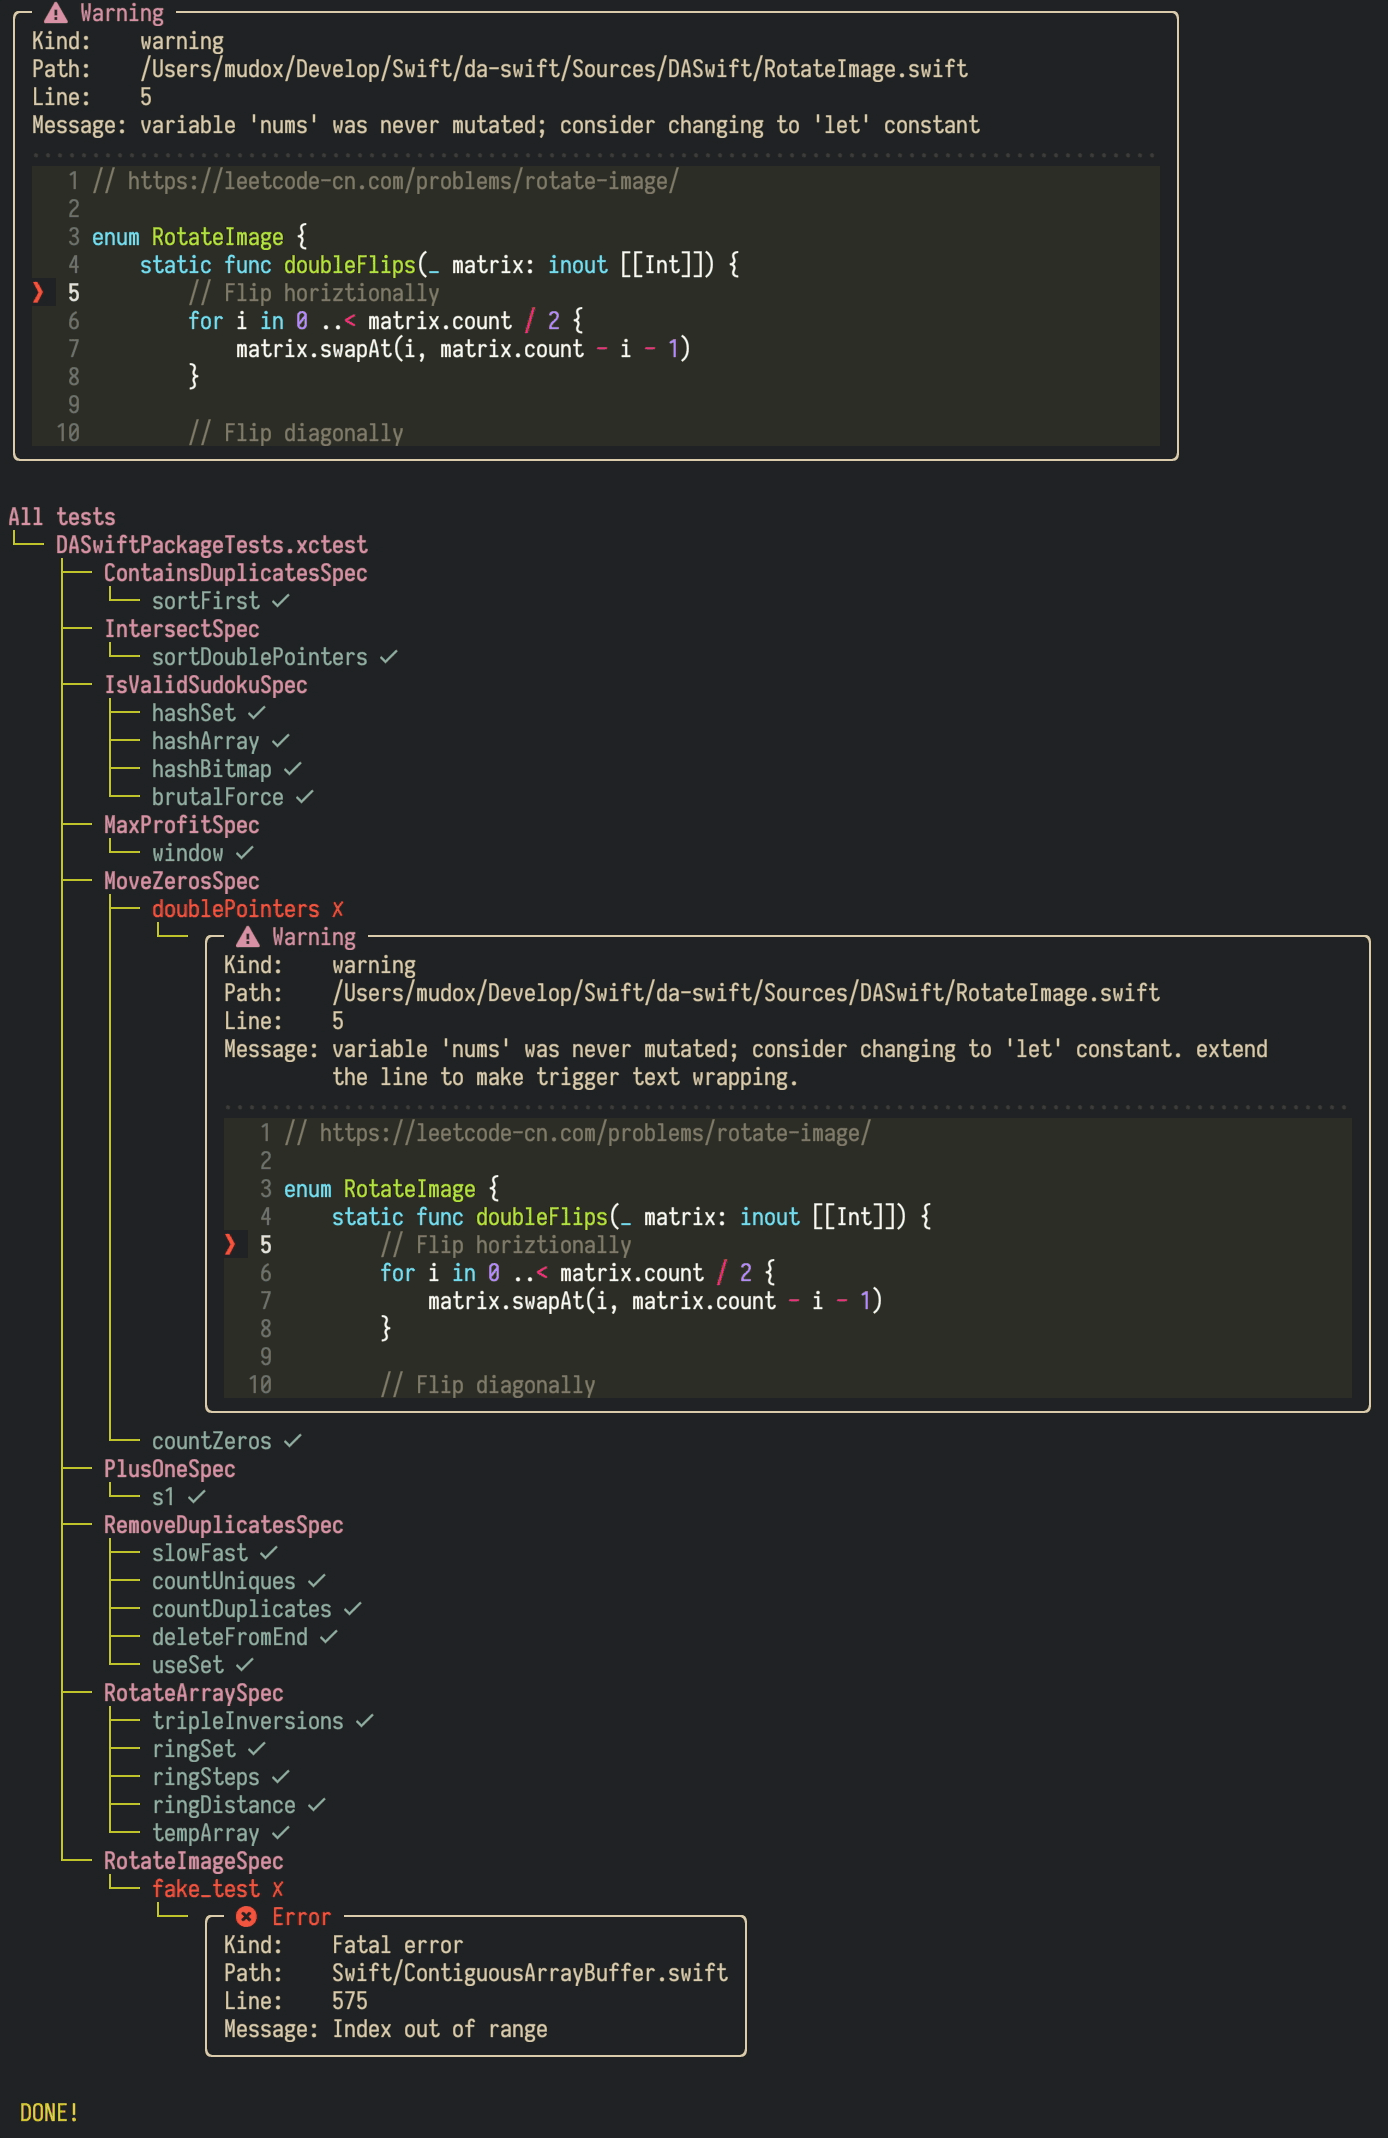 Warning
Kind:    warning
Path:    /Users/mudox/Develop/Swift/da-swift/Sources/DASwift/RotateImage.swift
Line:    5
Message: variable 'nums' was never mutated; consider changing to 'let' constant
1 // https://leetcode-cn.com/problems/rotate-image/
2
3 enum RotateImage {
4     static func doubleFlips(_ matrix: inout [[Int]]) {
❱ 5         // Flip horiztionally
6         for i in 0 ..< matrix.count / 2 {
7             matrix.swapAt(i, matrix.count - i - 1)
8         }
9
10         // Flip diagonally
All tests
DASwiftPackageTests.xctest
ContainsDuplicatesSpec
sortFirst ✓
IntersectSpec
sortDoublePointers ✓
IsValidSudokuSpec
hashSet ✓
hashArray ✓
hashBitmap ✓
brutalForce ✓
MaxProfitSpec
window ✓
MoveZerosSpec
doublePointers ✗
Warning
Kind:    warning
Path:    /Users/mudox/Develop/Swift/da-swift/Sources/DASwift/RotateImage.swift
Line:    5
Message: variable 'nums' was never mutated; consider changing to 'let' constant. extend
the line to make trigger text wrapping.
1 // https://leetcode-cn.com/problems/rotate-image/
2
3 enum RotateImage {
4     static func doubleFlips(_ matrix: inout [[Int]]) {
❱ 5         // Flip horiztionally
6         for i in 0 ..< matrix.count / 2 {
7             matrix.swapAt(i, matrix.count - i - 1)
8         }
9
10         // Flip diagonally
countZeros ✓
PlusOneSpec
s1 ✓
RemoveDuplicatesSpec
slowFast ✓
countUniques ✓
countDuplicates ✓
deleteFromEnd ✓
useSet ✓
RotateArraySpec
tripleInversions ✓
ringSet ✓
ringSteps ✓
ringDistance ✓
tempArray ✓
RotateImageSpec
fake_test ✗
Error
Kind:    Fatal error
Path:    Swift/ContiguousArrayBuffer.swift
Line:    575
Message: Index out of range
DONE!